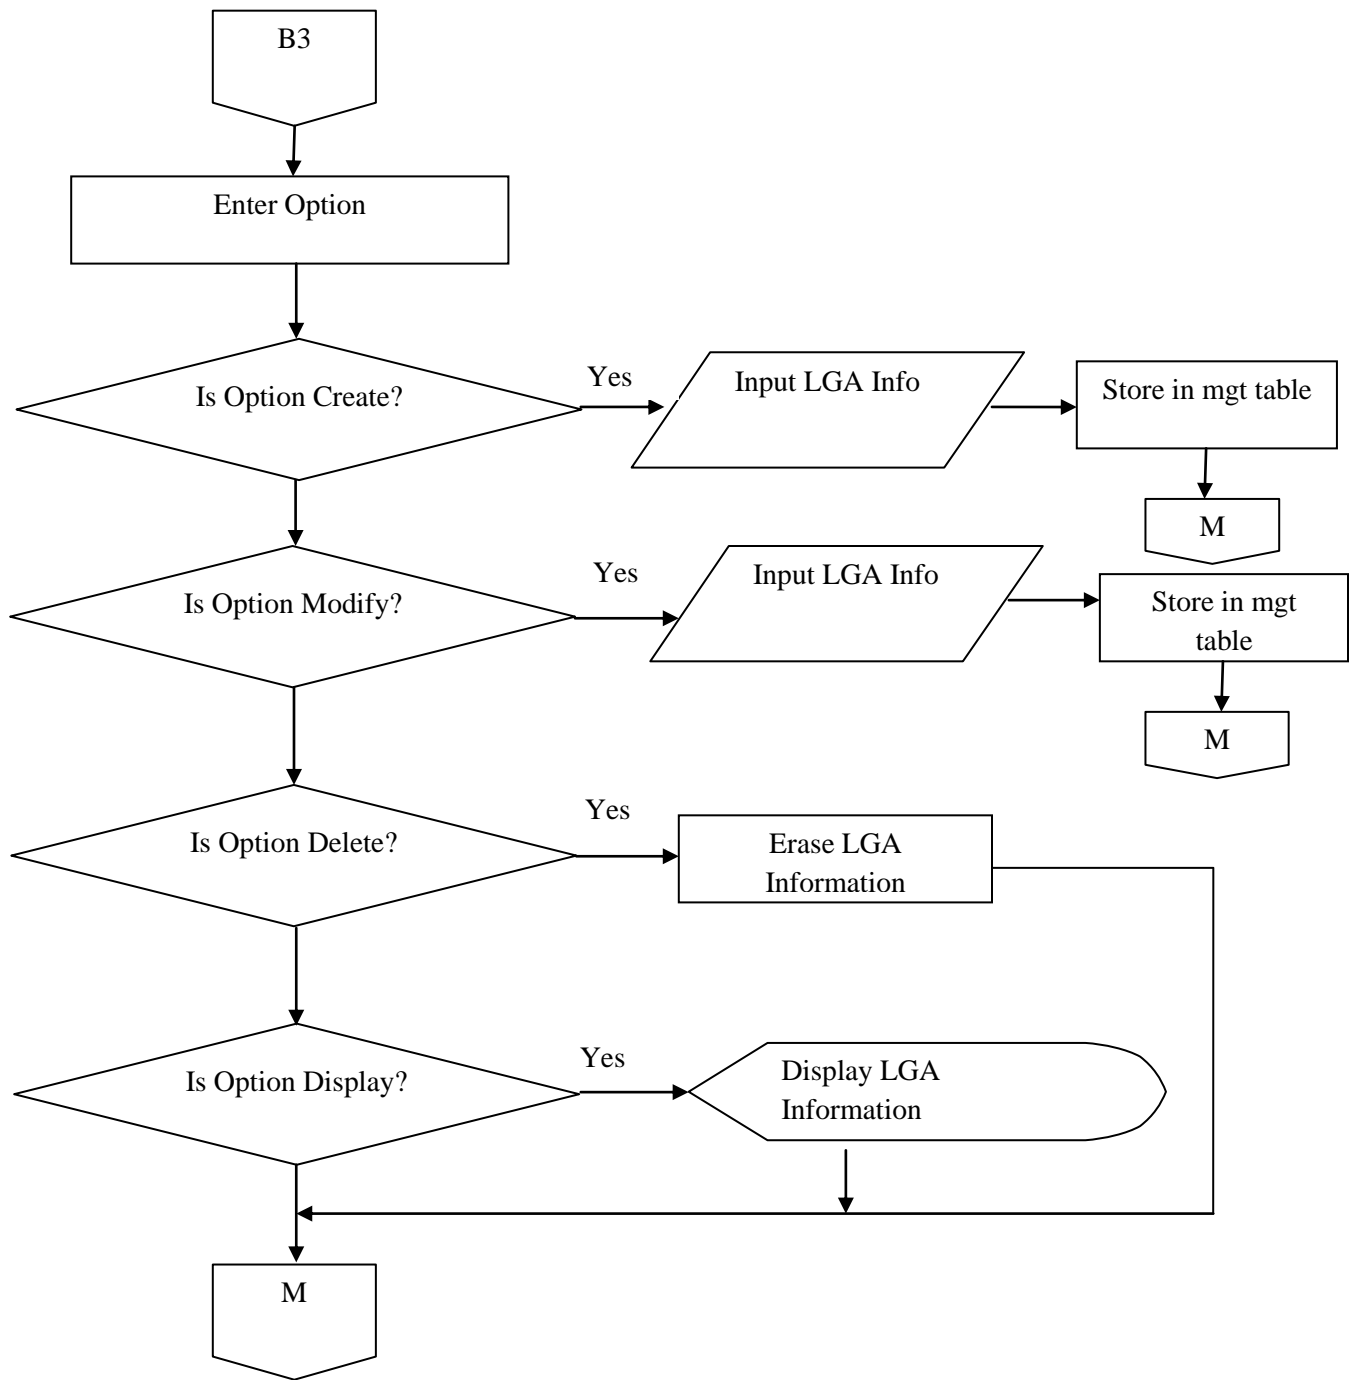 B3
Enter Option
Is Option Create?
Yes
Input LGA Info
Store in mgt table
M
Is Option Modify?
Yes
Input LGA Info
Store in mgt
table
M
Is Option Delete?
Yes
Erase LGA
Information
Is Option Display?
Yes
Display LGA
Information
M